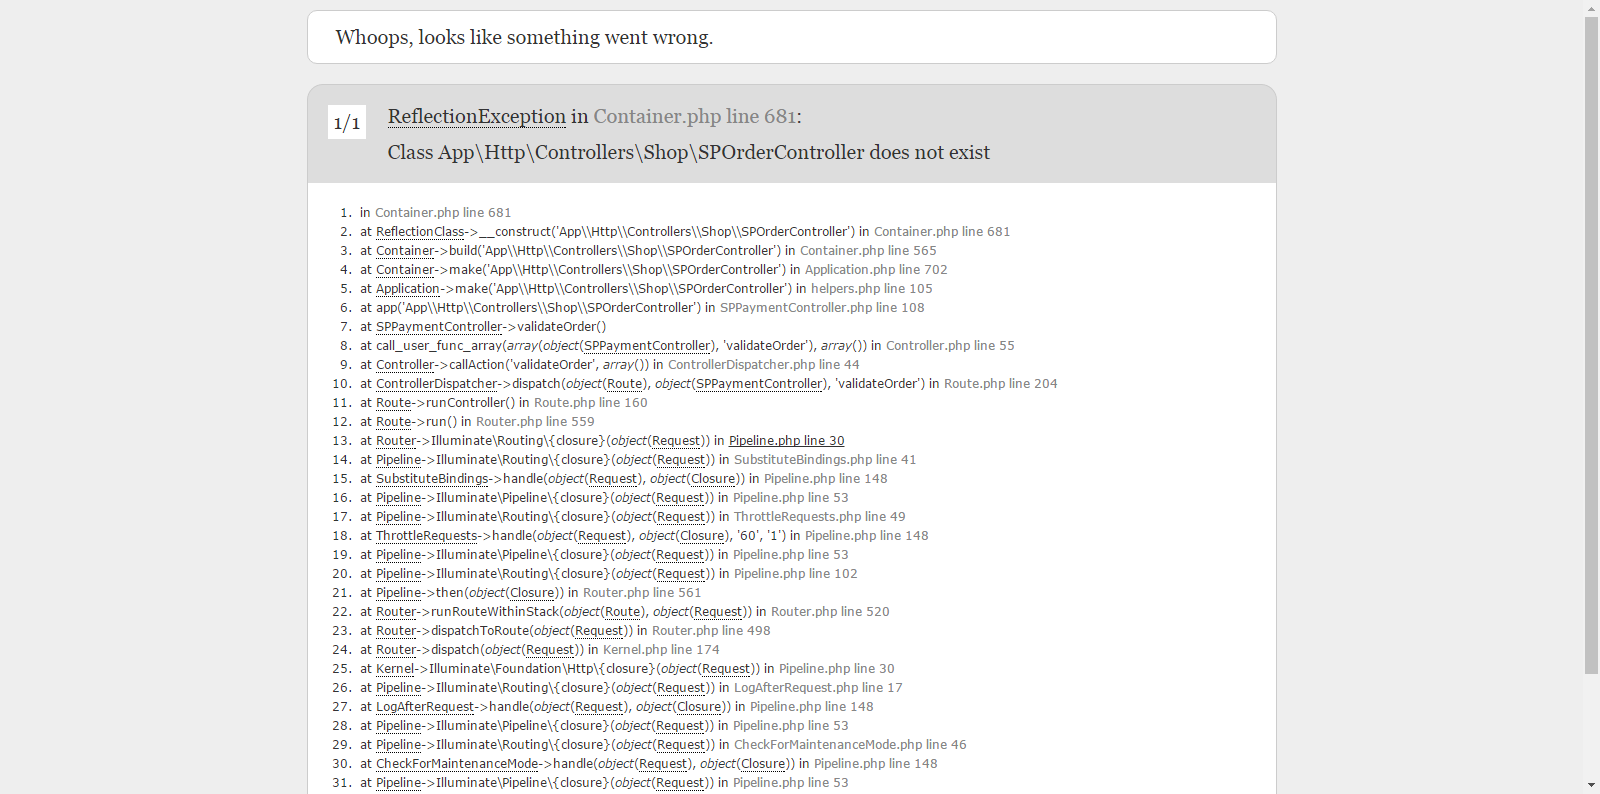 Whoops, looks like something went wrong.
1/1
ReflectionException in Container.php line 681:
Class App\Http\Controllers\Shop\SPOrderController does not exist
1. in Container.php line 681
2. at ReflectionClass->__construct('App\\Http\\Controllers\\Shop\\SPOrderController') in Container.php line 681
3. at Container->build('App\\Http\\Controllers\\Shop\\SPOrderController') in Container.php line 565
4. at Container->make('App\\Http\\Controllers\\Shop\\SPOrderController') in Application.php line 702
5. at Application->make('App\\Http\\Controllers\\Shop\\SPOrderController') in helpers.php line 105
6. at app('App\\Http\\Controllers\\Shop\\SPOrderController') in SPPaymentController.php line 108
7. at SPPaymentController->validateOrder()
8. at call_user_func_array(array(object(SPPaymentController), 'validateOrder'), array()) in Controller.php line 55
9. at Controller->callAction('validateOrder', array()) in ControllerDispatcher.php line 44
10. at ControllerDispatcher->dispatch(object(Route), object(SPPaymentController), 'validateOrder') in Route.php line 204
11. at Route->runController() in Route.php line 160
12. at Route->run() in Router.php line 559
13. at Router->Illuminate\Routing\{closure}(object(Request)) in Pipeline.php line 30
14. at Pipeline->Illuminate\Routing\{closure}(object(Request)) in SubstituteBindings.php line 41
15. at SubstituteBindings->handle(object(Request), object(Closure)) in Pipeline.php line 148
16. at Pipeline->Illuminate\Pipeline\{closure}(object(Request)) in Pipeline.php line 53
17. at Pipeline->Illuminate\Routing\{closure}(object(Request)) in ThrottleRequests.php line 49
18. at ThrottleRequests->handle(object(Request), object(Closure), '60', '1') in Pipeline.php line 148
19. at Pipeline->Illuminate\Pipeline\{closure}(object(Request)) in Pipeline.php line 53
20. at Pipeline->Illuminate\Routing\{closure}(object(Request)) in Pipeline.php line 102
21. at Pipeline->then(object(Closure)) in Router.php line 561
22. at Router->runRouteWithinStack(object(Route), object(Request)) in Router.php line 520
23. at Router->dispatchToRoute(object(Request)) in Router.php line 498
24. at Router->dispatch(object(Request)) in Kernel.php line 174
25. at Kernel->Illuminate\Foundation\Http\{closure}(object(Request)) in Pipeline.php line 30
26. at Pipeline->Illuminate\Routing\{closure}(object(Request)) in LogAfterRequest.php line 17
27. at LogAfterRequest->handle(object(Request), object(Closure)) in Pipeline.php line 148
28. at Pipeline->Illuminate\Pipeline\{closure}(object(Request)) in Pipeline.php line 53
29. at Pipeline->Illuminate\Routing\{closure}(object(Request)) in CheckForMaintenanceMode.php line 46
30. at CheckForMaintenanceMode->handle(object(Request), object(Closure)) in Pipeline.php line 148
31. at Pipeline->Illuminate\Pipeline\{closure}(object(Request)) in Pipeline.php line 53